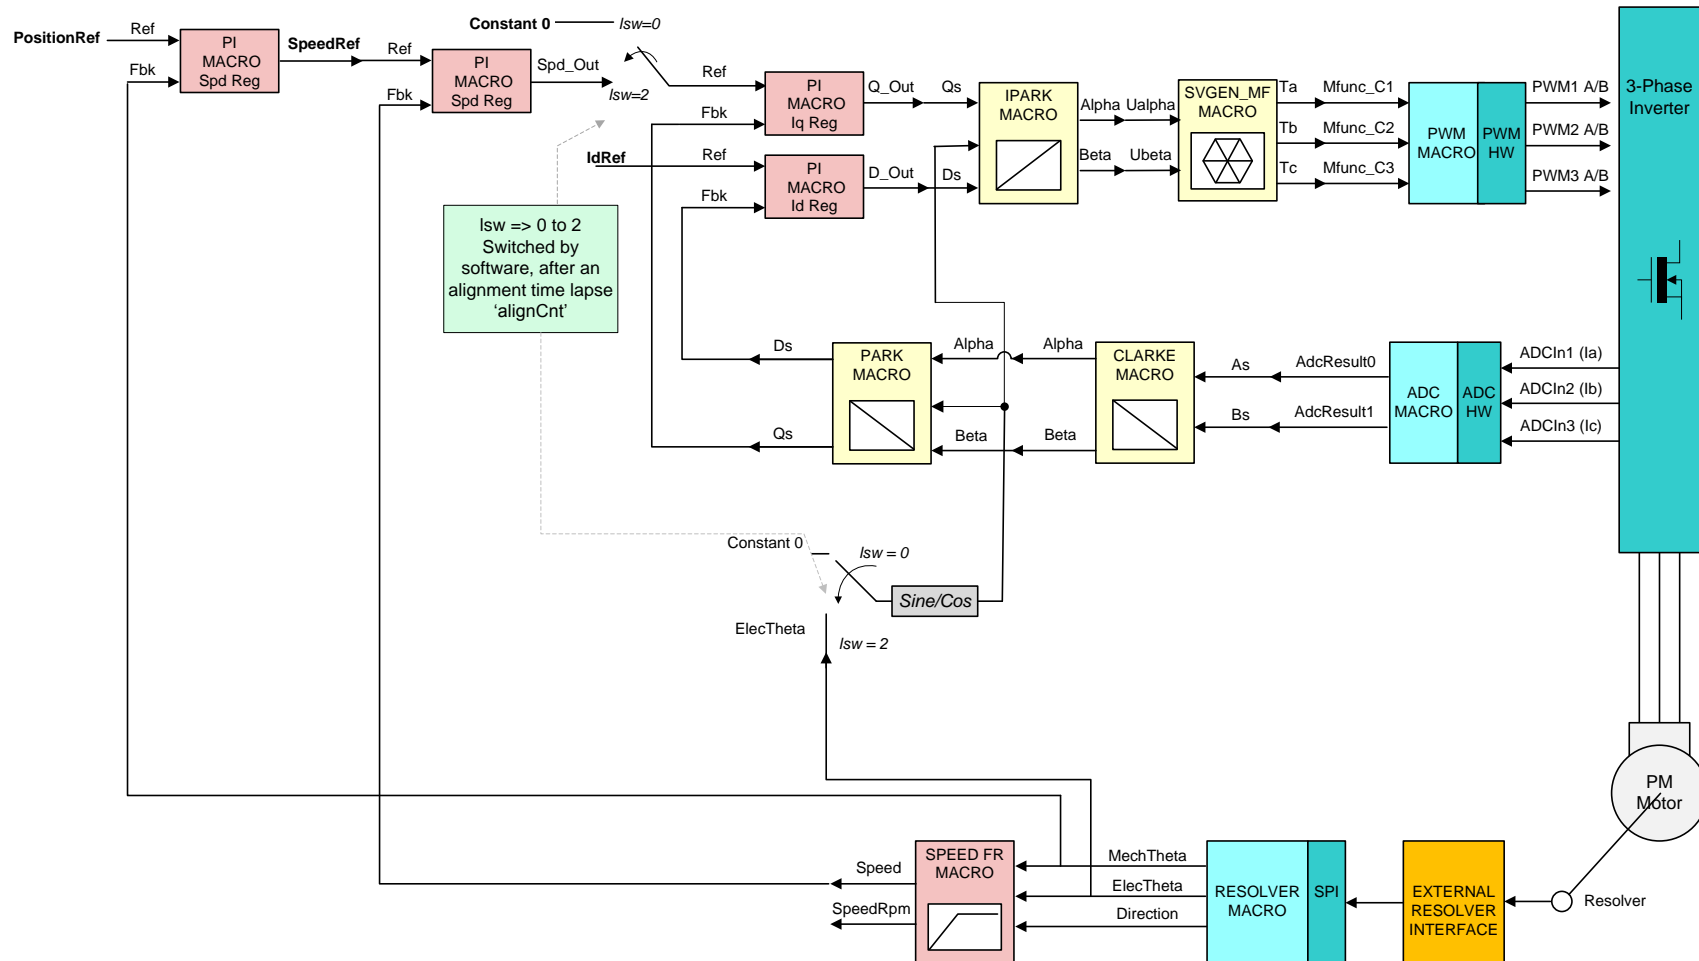 Constant 0
Isw=0
PositionRef
Ref
Fbk
PI
MACRO
Spd Reg
SpeedRef
Ref
Fbk
PI
MACRO
Spd Reg
Spd_Out
Isw=2
Ref
Fbk
PI
MACRO
Iq Reg
Q_Out
Qs
IdRef
Ref
Fbk
PI
MACRO
Id Reg
D_Out
Ds
IPARK
MACRO
Alpha
Ualpha
Beta
Ubeta
SVGEN_MF
MACRO
Ta
Mfunc_C1
Tb
Mfunc_C2
Tc
Mfunc_C3
PWM
MACRO
PWM
HW
PWM1 A/B
PWM2 A/B
PWM3 A/B
3-Phase
Inverter
Isw => 0 to 2
Switched by
software, after an
alignment time lapse
‘alignCnt’
Ds
Qs
PARK
MACRO
Alpha
Alpha
Beta
Beta
CLARKE
MACRO
As
AdcResult0
Bs
AdcResult1
ADC
MACRO
ADC
HW
ADCIn1 (Ia)
ADCIn2 (Ib)
ADCIn3 (Ic)
Constant 0
Isw = 0
Sine/Cos
ElecTheta
Isw = 2
PM
Motor
Speed
SpeedRpm
SPEED FR
MACRO
MechTheta
ElecTheta
Direction
RESOLVER
MACRO
SPI
EXTERNAL
RESOLVER
INTERFACE
Resolver